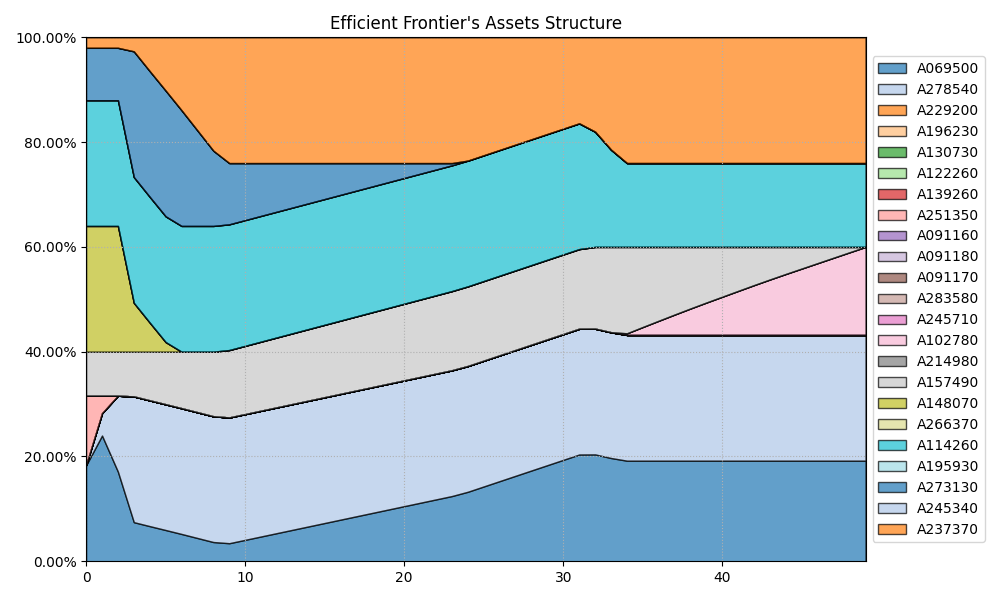 Efficient Frontier's Assets Structure
100.00%
80.00%
60.00%
40.00%
20.00%
0.00%
0
10
20
30
40
A069500
A278540
A229200
A196230
A130730
A122260
A139260
A251350
A091160
A091180
A091170
A283580
A245710
A102780
A214980
A157490
A148070
A266370
A114260
A195930
A273130
A245340
A237370